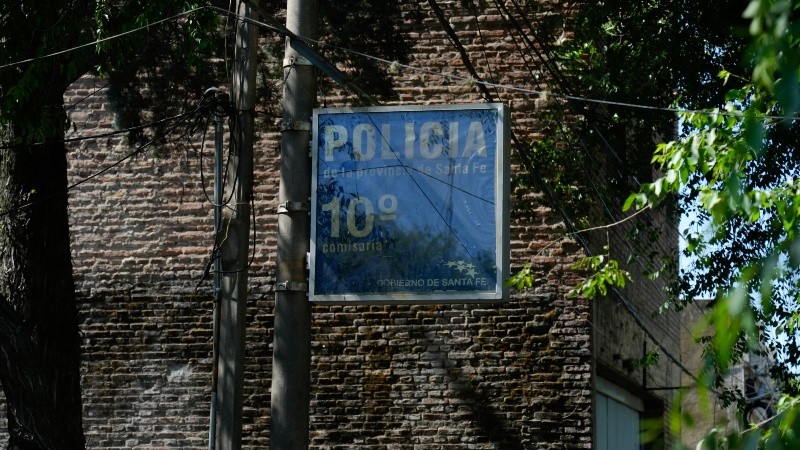 POLICIA
de la provincia de Santa Fe
10º
comisaría
GOBIERNO DE SANTA FE